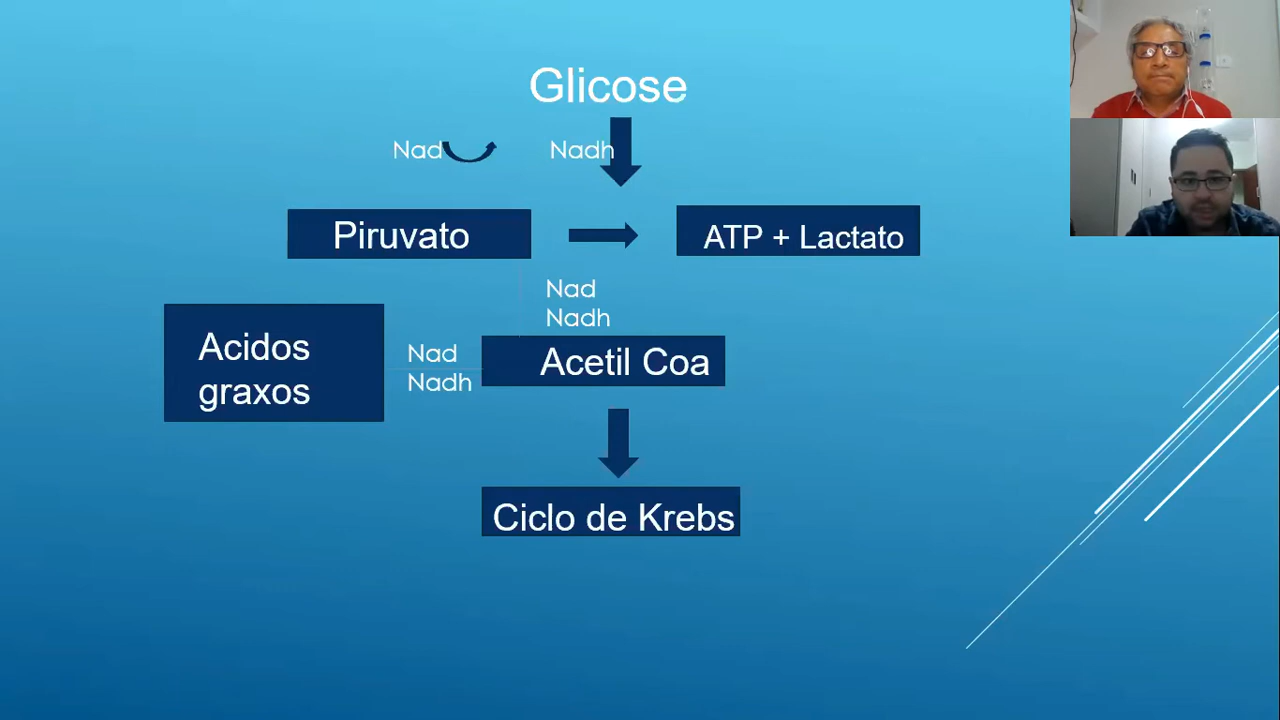 Glicose
Nad Nadh
Piruvato
ATP + Lactato
Nad
Nadh
Acidos
graxos
Nad
Nadh
Acetil Coa
Ciclo de Krebs